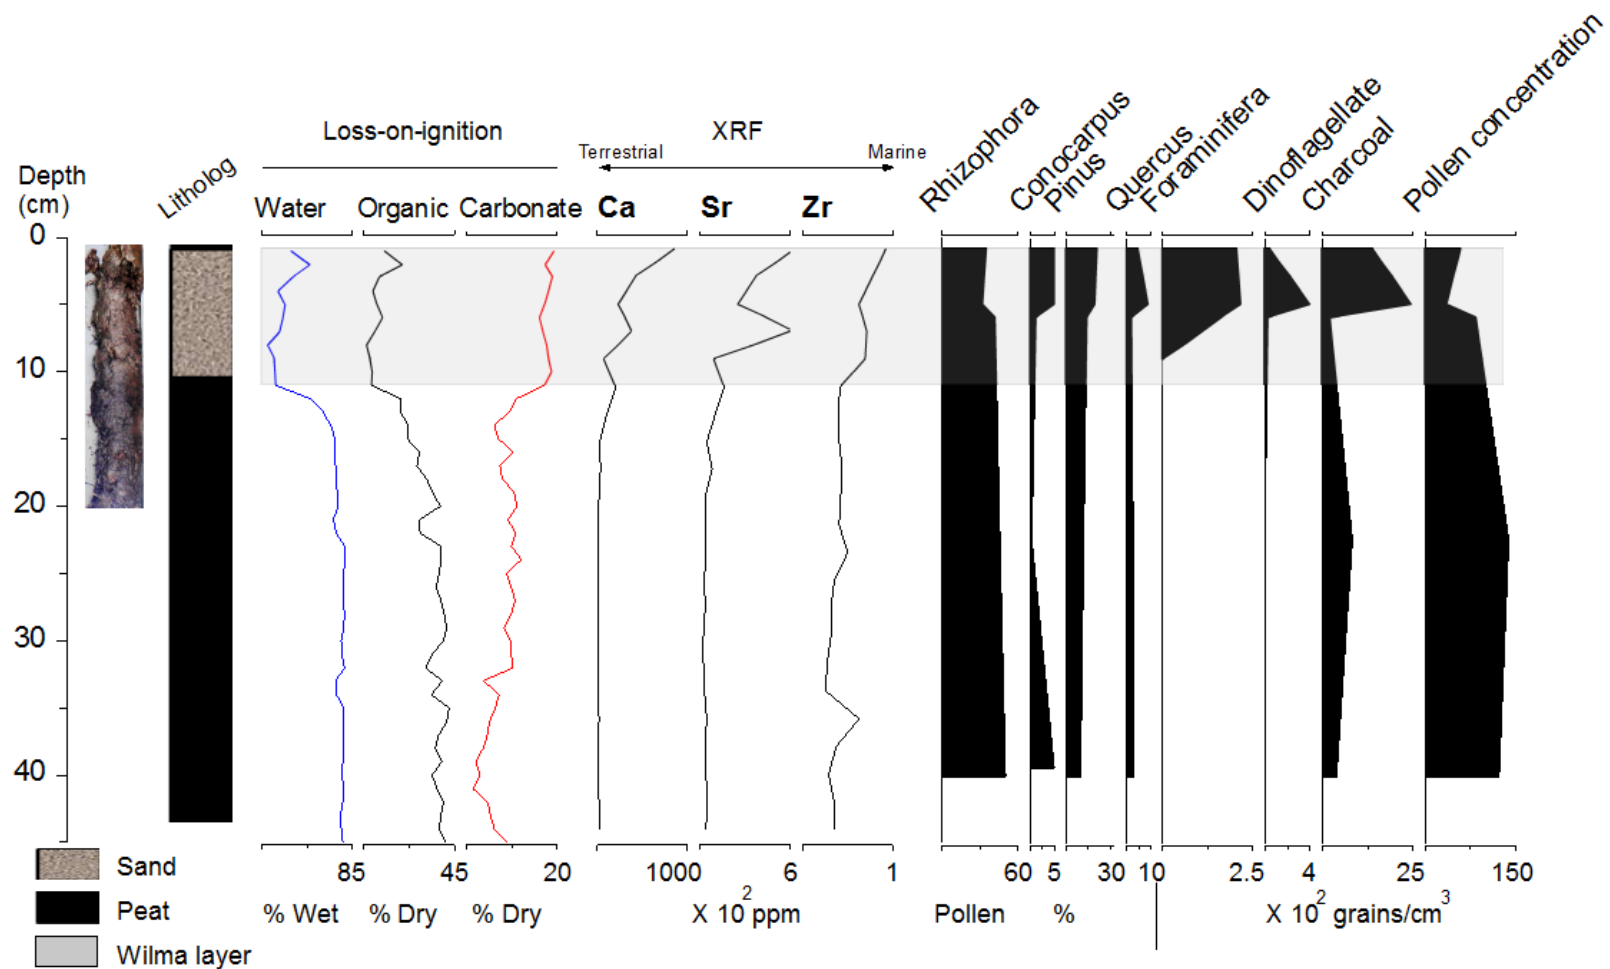 Loss-on-ignition
XRF
Terrestrial
Marine
Depth
(cm)
Litholog
Water
Organic
Carbonate
Ca
Sr
Zr
Rhizophora
Conocarpus
Pinus
Quercus
Foraminifera
Dinoflagellate
Charcoal
Pollen concentration
0
10
20
30
40
85
45
20
1000
6
1
60
5
30
10
2.5
4
25
150
% Wet
% Dry
% Dry
X 10² ppm
Pollen
%
X 10² grains/cm³
Sand
Peat
Wilma layer